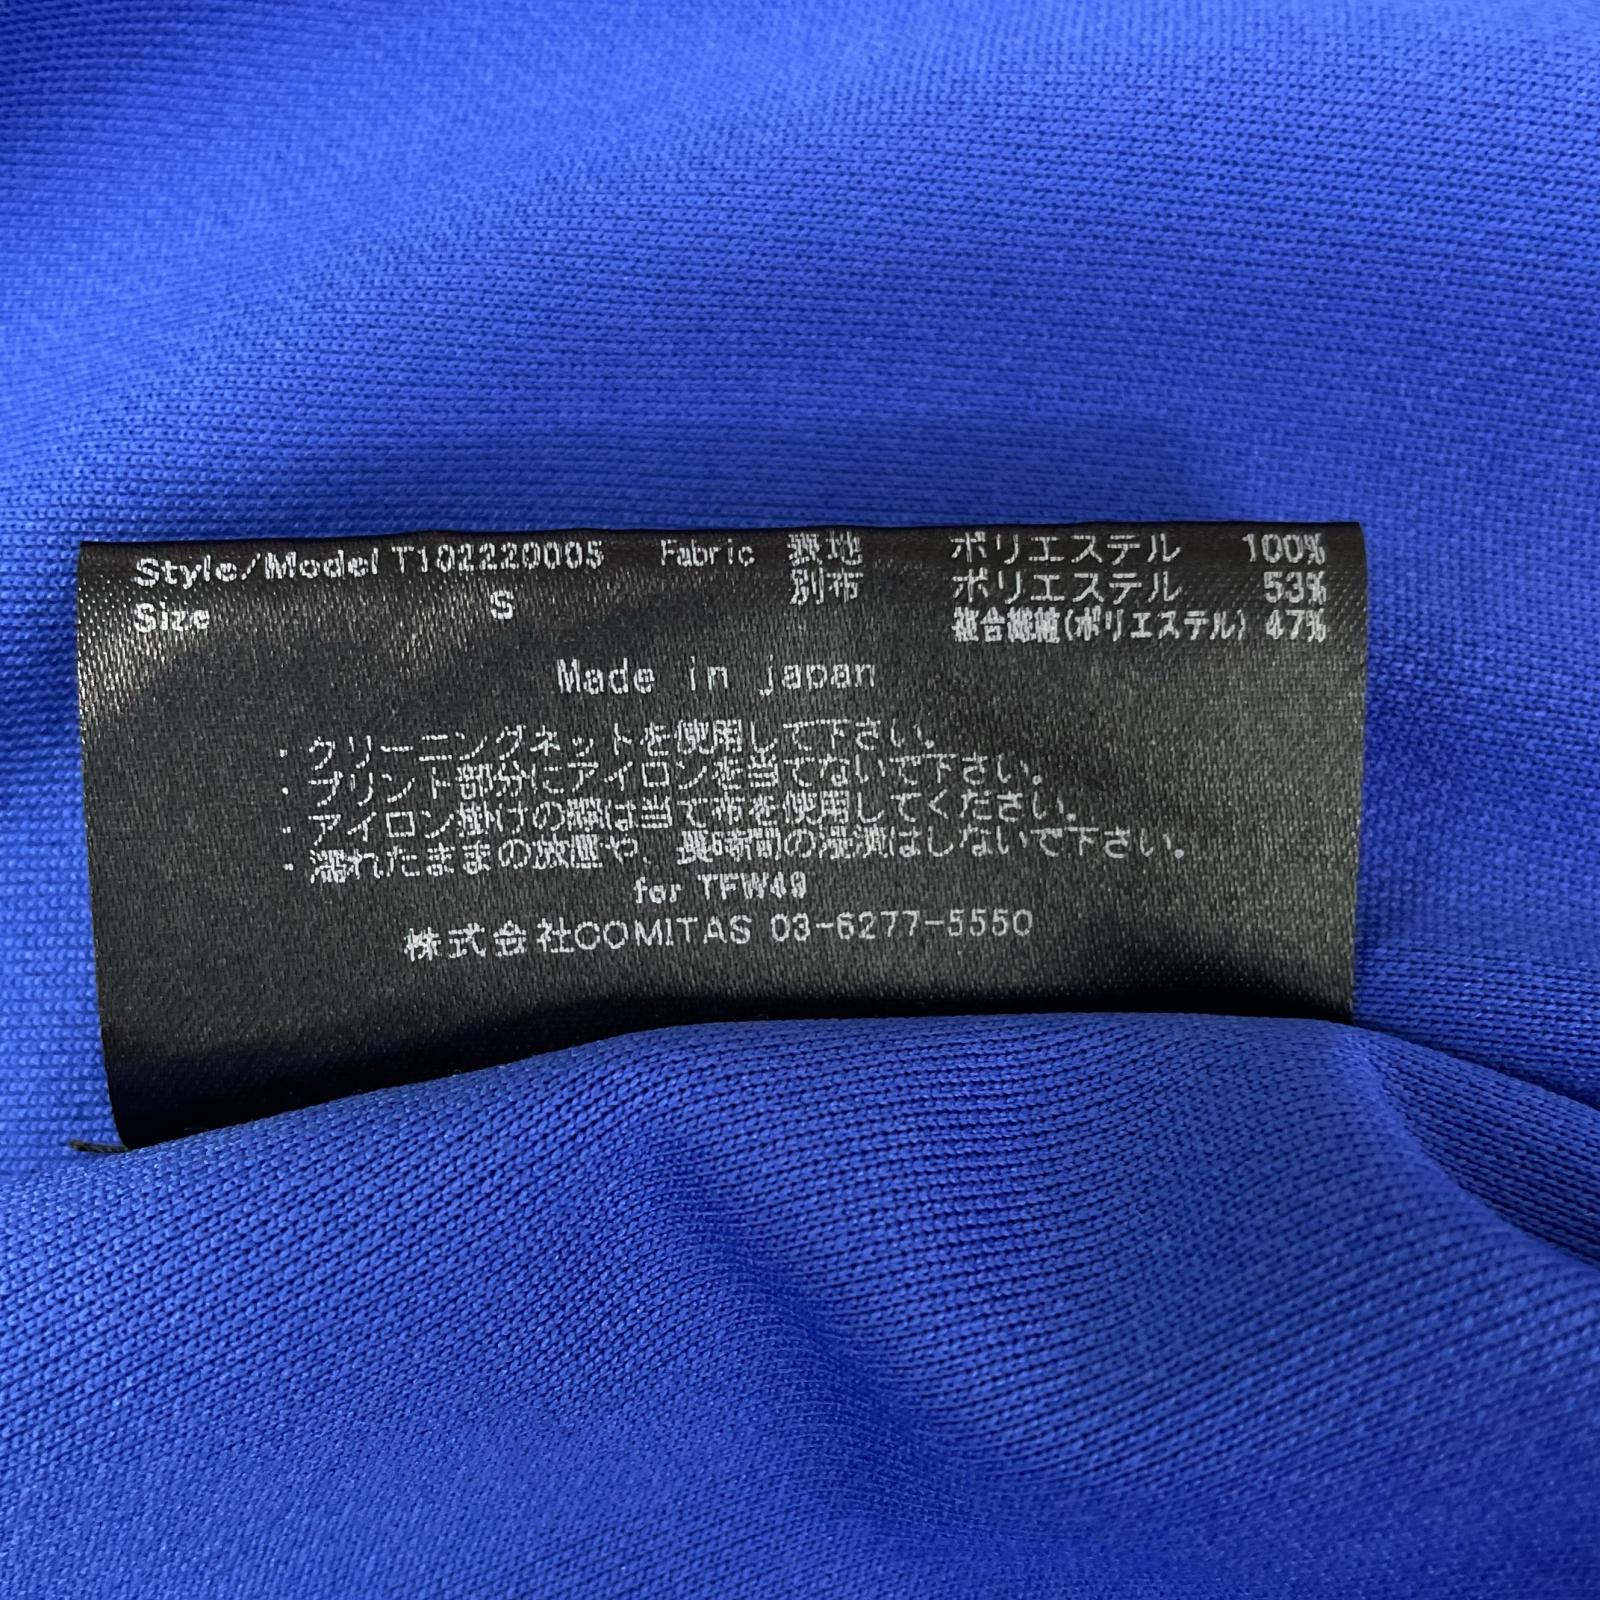 Style/Model T102220005 Fabric 表地 ポリエステル 100%
Size S 別布 ポリエステル 53%
複合繊維(ポリエステル) 47%
Made in japan
・クリーニングネットを使用して下さい。
・プリント部分にアイロンを当てないで下さい。
・アイロン掛けの際は当て布を使用してください。
・濡れたままの放置や、長時間の浸漬はしないで下さい。
for TFW49
株式会社COMITAS 03-6277-5550